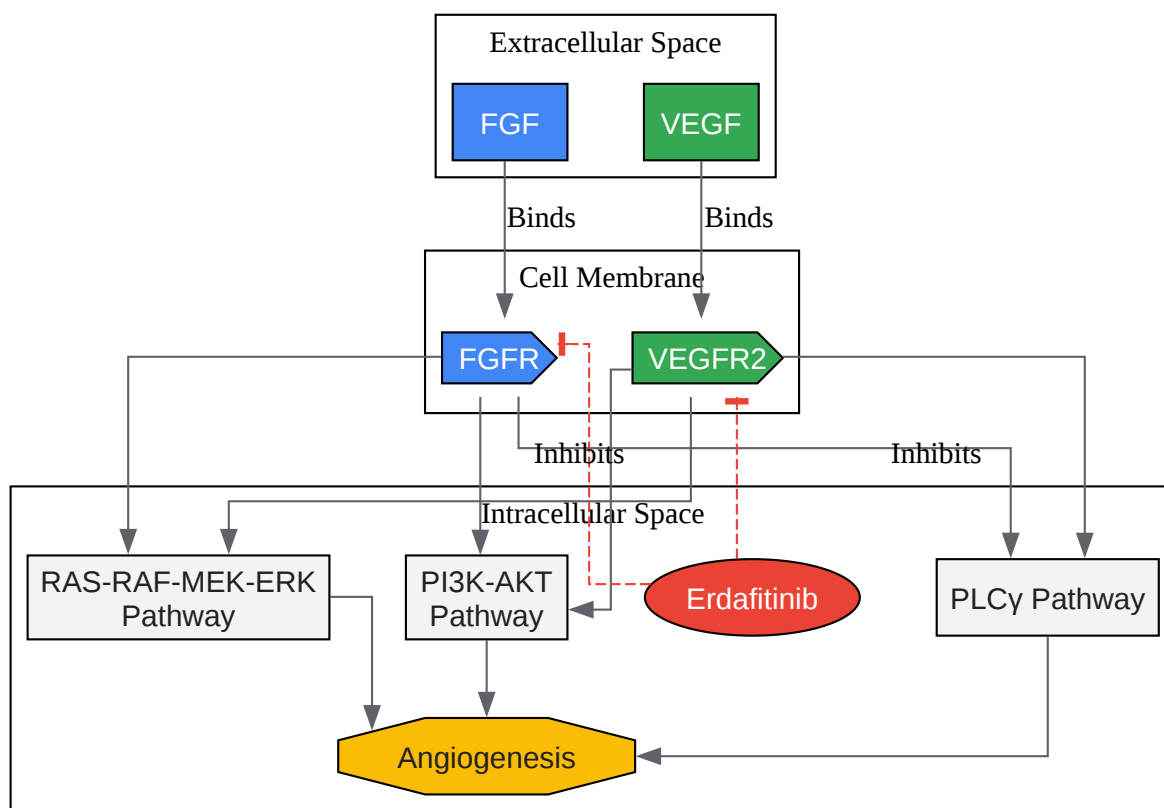 Extracellular Space
FGF
VEGF
Binds
Binds
Cell Membrane
FGFR
VEGFR2
Inhibits
Inhibits
Intracellular Space
RAS-RAF-MEK-ERK
Pathway
PI3K-AKT
Pathway
Erdafitinib
PLCγ Pathway
Angiogenesis